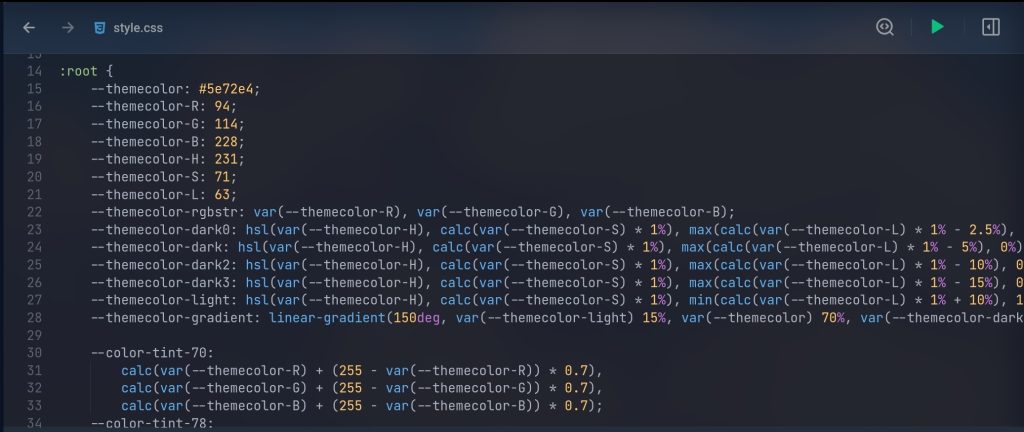 style.css
13
14 :root {
15 --themecolor: #5e72e4;
16 --themecolor-R: 94;
17 --themecolor-G: 114;
18 --themecolor-B: 228;
19 --themecolor-H: 231;
20 --themecolor-S: 71;
21 --themecolor-L: 63;
22 --themecolor-rgbstr: var(--themecolor-R), var(--themecolor-G), var(--themecolor-B);
23 --themecolor-dark0: hsl(var(--themecolor-H), calc(var(--themecolor-S) * 1%), max(calc(var(--themecolor-L) * 1% - 2.5%),
24 --themecolor-dark: hsl(var(--themecolor-H), calc(var(--themecolor-S) * 1%), max(calc(var(--themecolor-L) * 1% - 5%), 0%)
25 --themecolor-dark2: hsl(var(--themecolor-H), calc(var(--themecolor-S) * 1%), max(calc(var(--themecolor-L) * 1% - 10%), 0
26 --themecolor-dark3: hsl(var(--themecolor-H), calc(var(--themecolor-S) * 1%), max(calc(var(--themecolor-L) * 1% - 15%), 0
27 --themecolor-light: hsl(var(--themecolor-H), calc(var(--themecolor-S) * 1%), min(calc(var(--themecolor-L) * 1% + 10%), 1
28 --themecolor-gradient: linear-gradient(150deg, var(--themecolor-light) 15%, var(--themecolor) 70%, var(--themecolor-dark
29
30 --color-tint-70:
31 calc(var(--themecolor-R) + (255 - var(--themecolor-R)) * 0.7),
32 calc(var(--themecolor-G) + (255 - var(--themecolor-G)) * 0.7),
33 calc(var(--themecolor-B) + (255 - var(--themecolor-B)) * 0.7);
34 --color-tint-78: